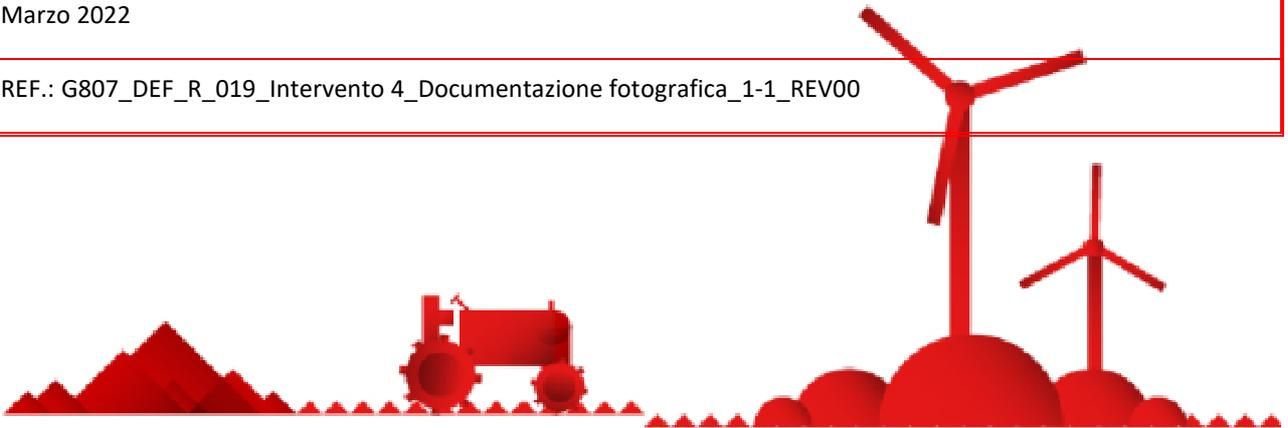 Marzo 2022
REF.: G807_DEF_R_019_Intervento 4_Documentazione fotografica_1-1_REV00